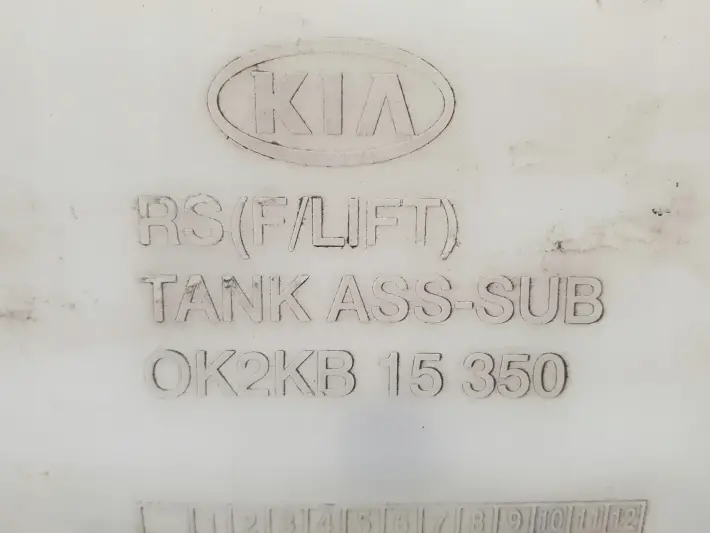 KIA
RS(F/LIFT)
TANK ASS-SUB
OK2KB 15 350
1 2 3 4 5 6 7 8 9 10 11 12